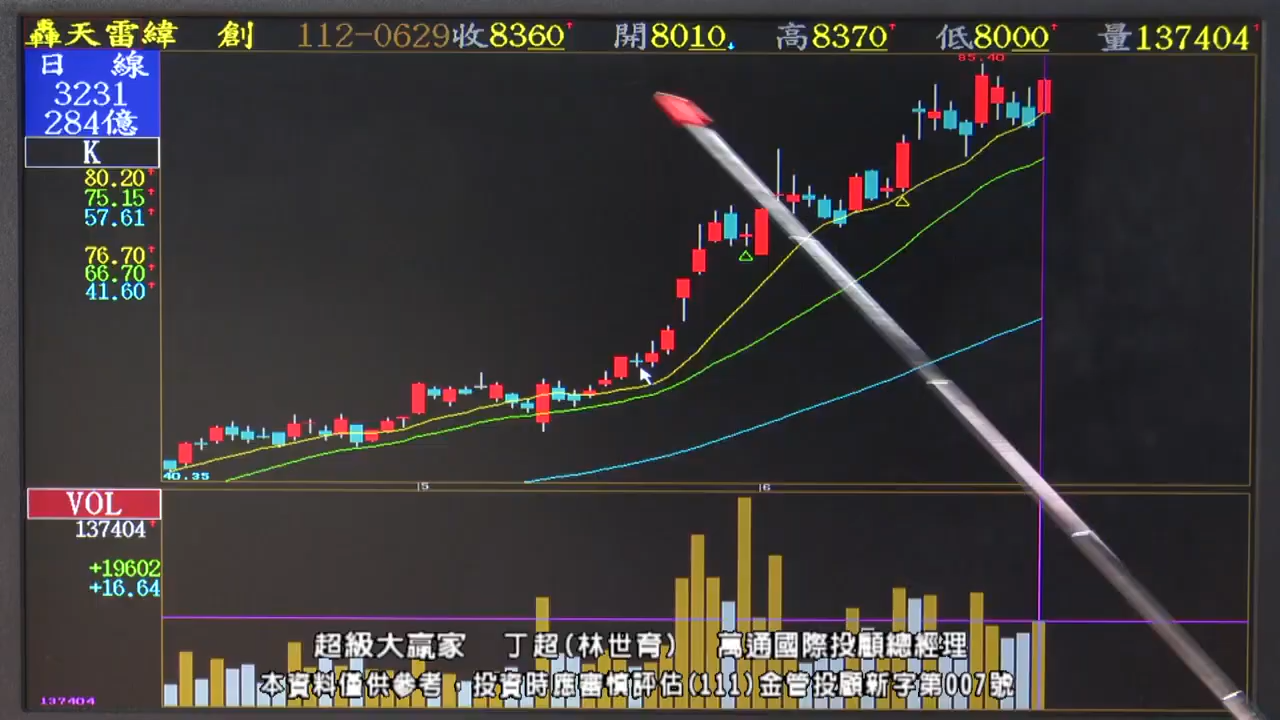 轟天雷緯 創 112-0629收8360 開8010 高8370 低8000 量137404
日 線
3231
284億
K
80.20
75.15
57.61
76.70
66.70
41.60
85.40
40.35
5 6
VOL
137404
+19602
+16.64
137404
超級大贏家 丁超(林世育) 萬通國際投顧總經理
本資料僅供參考，投資時應審慎評估(111)金管投顧新字第007號